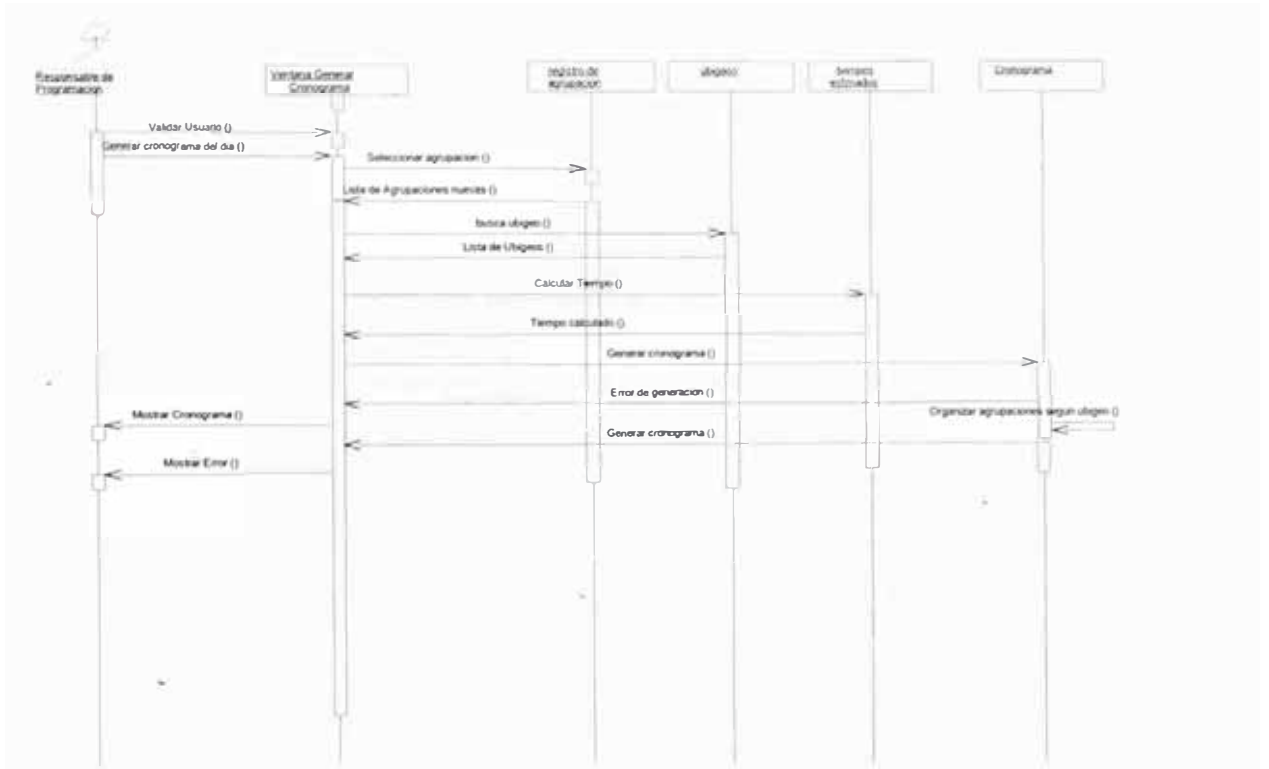 Responsable de
Programacion
Ventana General
Cronograma
registro de
agrupacion
ubigeo
tiempos
estimados
Cronograma
Validar Usuario ()
Generar cronograma del dia ()
Seleccionar agrupacion ()
Lista de Agrupaciones nuevas ()
busca ubigeo ()
Lista de Ubigeos ()
Calcular Tiempo ()
Tiempo calculado ()
Generar cronograma ()
Error de generacion ()
Organizar agrupaciones segun ubigeo ()
Mostrar Cronograma ()
Generar cronograma ()
Mostrar Error ()